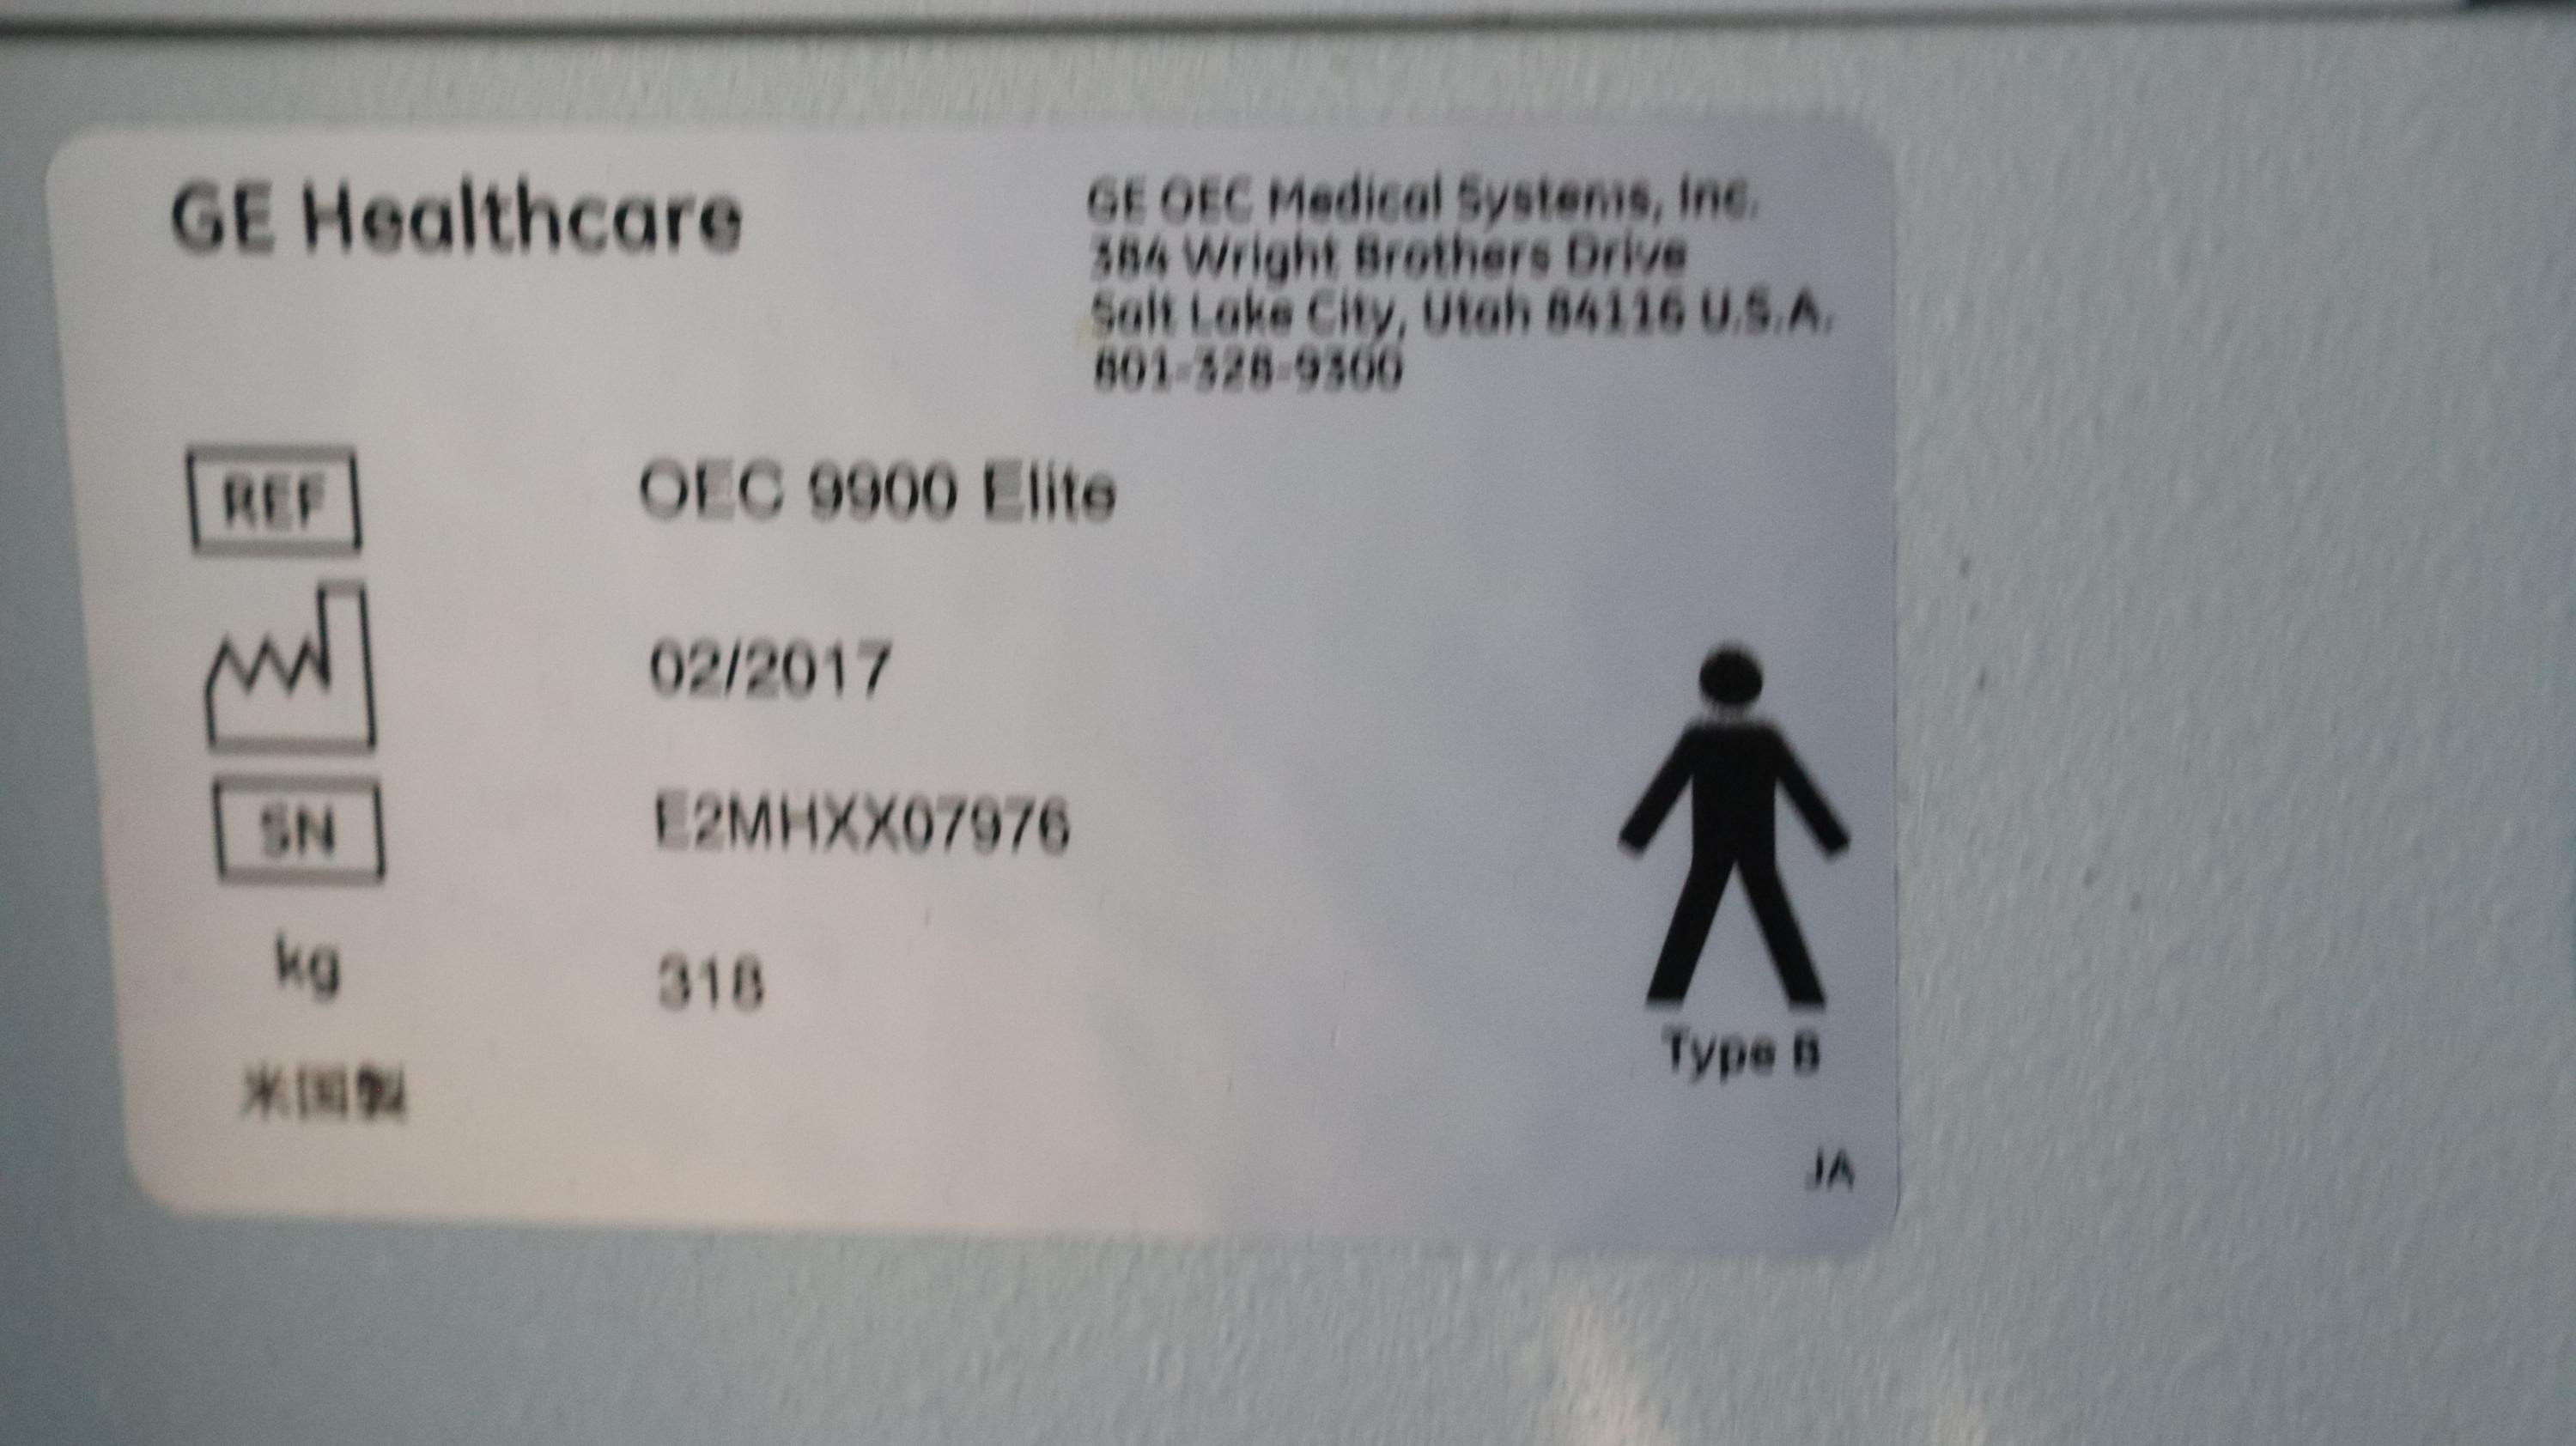 GE Healthcare
GE OEC Medical Systems, Inc.
384 Wright Brothers Drive
Salt Lake City, Utah 84116 U.S.A.
801-328-9300
REF OEC 9900 Elite
02/2017
SN E2MHXX07976
kg 318
米国製
Type B
JA